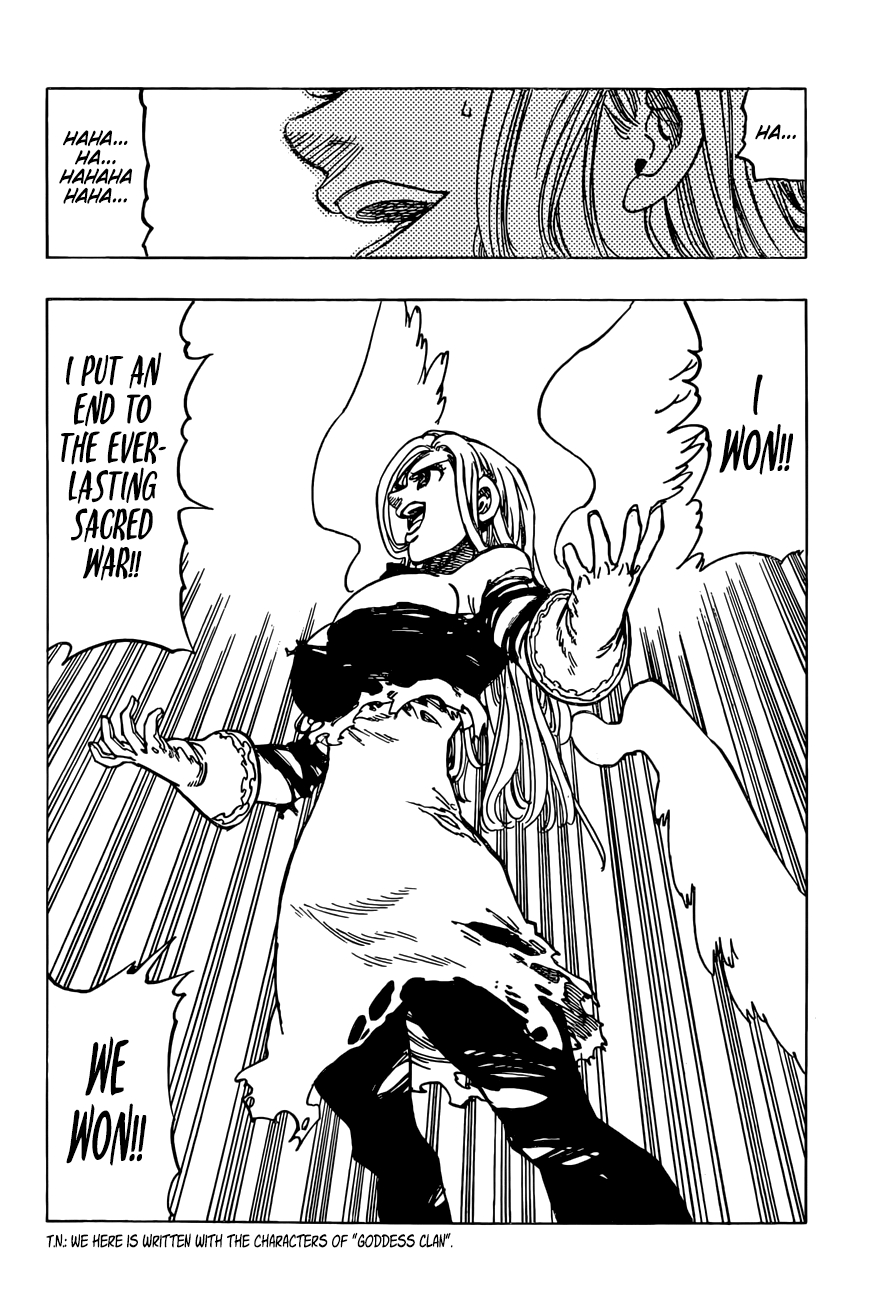 HA...
HAHA...
HA...
HAHAHA
HAHA...
I
WON!!
I PUT AN
END TO
THE EVER-
LASTING
SACRED
WAR!!
WE
WON!!
T.N.: WE HERE IS WRITTEN WITH THE CHARACTERS OF "GODDESS CLAN".